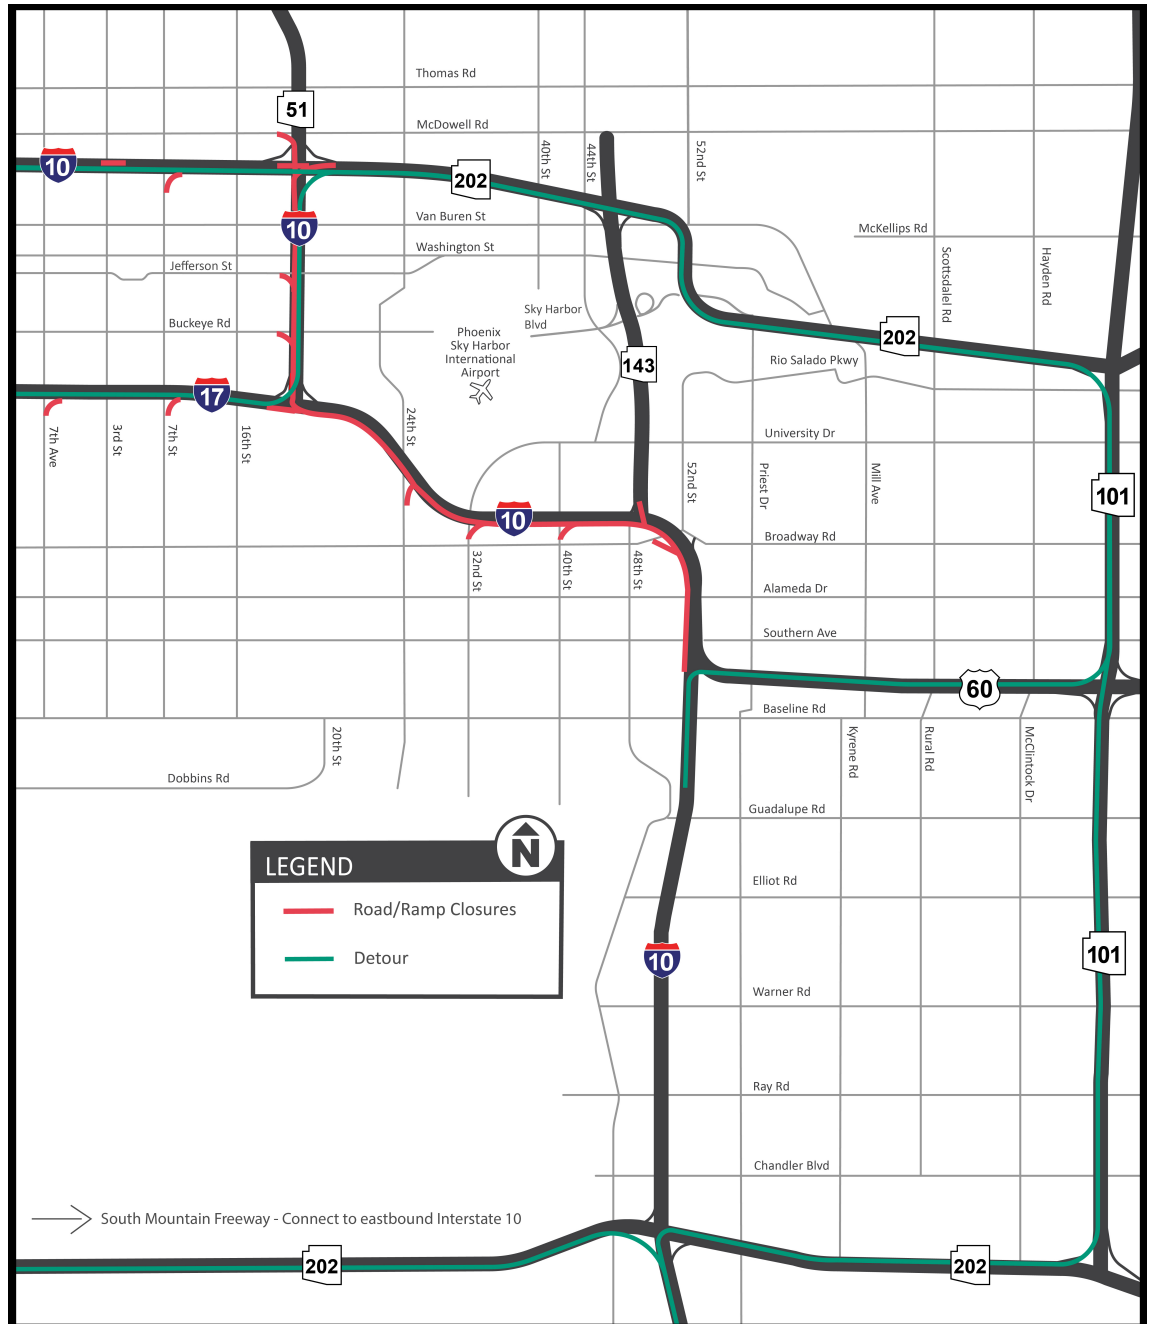 Thomas Rd
51
McDowell Rd
10
202
40th St
44th St
52nd St
Van Buren St
10
McKellips Rd
Washington St
Jefferson St
Scottsdalel Rd
Hayden Rd
Buckeye Rd
Sky Harbor
Blvd
Phoenix
Sky Harbor
International
Airport
202
143
Rio Salado Pkwy
17
7th Ave
3rd St
7th St
16th St
24th St
University Dr
52nd St
Priest Dr
Mill Ave
101
10
Broadway Rd
32nd St
40th St
48th St
Alameda Dr
Southern Ave
60
Baseline Rd
20th St
Kyrene Rd
Rural Rd
McClintock Dr
Dobbins Rd
Guadalupe Rd
N
LEGEND
Road/Ramp Closures
Detour
Elliot Rd
10
101
Warner Rd
Ray Rd
Chandler Blvd
South Mountain Freeway - Connect to eastbound Interstate 10
202
202